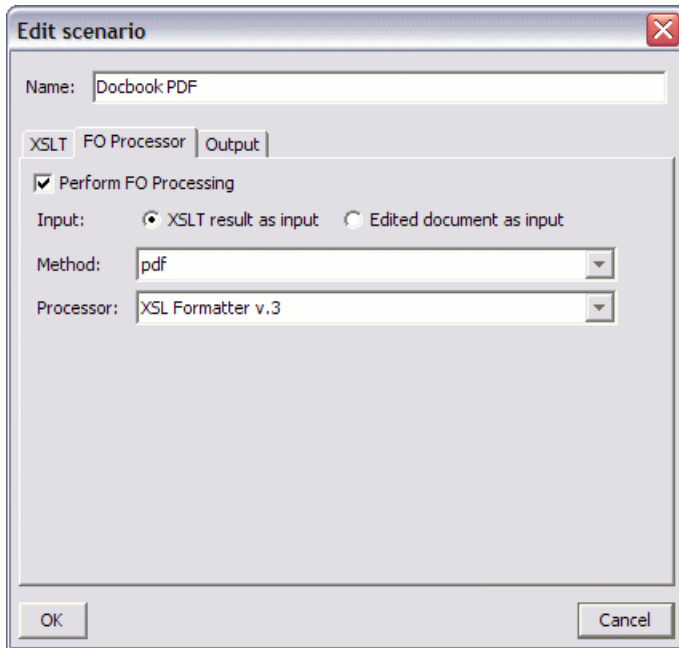 Edit scenario
Name: Docbook PDF
XSLT FO Processor Output
Perform FO Processing
Input: XSLT result as input Edited document as input
Method: pdf
Processor: XSL Formatter v.3
OK Cancel